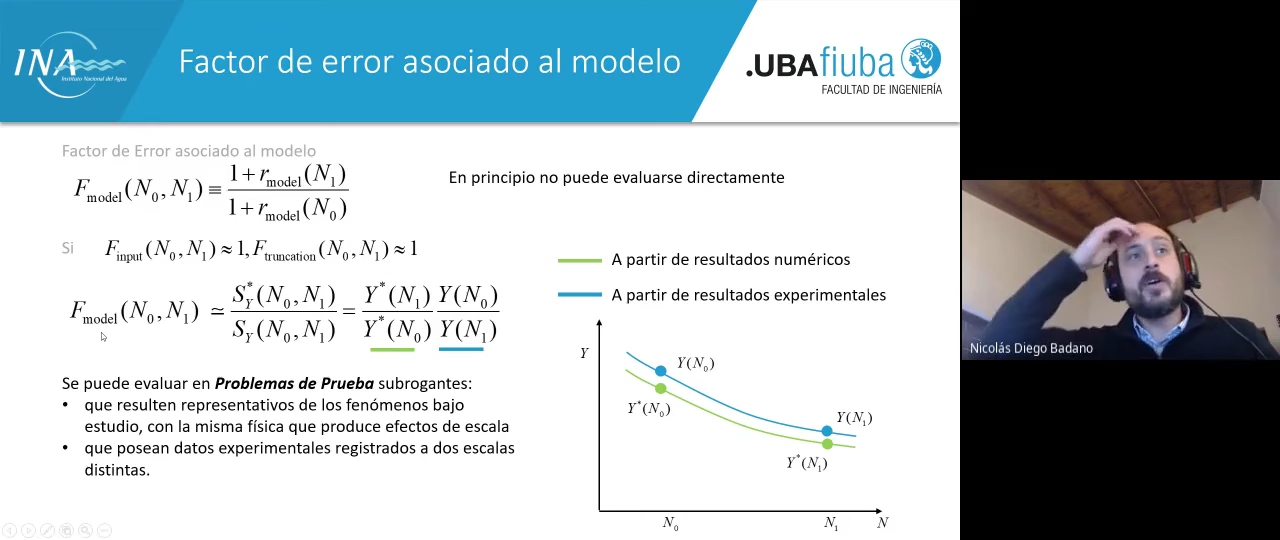 INA
Instituto Nacional del Agua
Factor de error asociado al modelo
.UBAfiuba
FACULTAD DE INGENIERÍA
Factor de Error asociado al modelo
F_model(N_0, N_1) ≡ (1 + r_model(N_1)) / (1 + r_model(N_0))
En principio no puede evaluarse directamente
Si F_input(N_0, N_1) ≈ 1, F_truncation(N_0, N_1) ≈ 1
F_model(N_0, N_1) ≃ S*_Y(N_0, N_1) / S_Y(N_0, N_1) = Y*(N_1) / Y*(N_0) Y(N_0) / Y(N_1)
Se puede evaluar en Problemas de Prueba subrogantes:
• que resulten representativos de los fenómenos bajo
estudio, con la misma física que produce efectos de escala
• que posean datos experimentales registrados a dos escalas
distintas.
A partir de resultados numéricos
A partir de resultados experimentales
Y
Y(N_0)
Y*(N_0)
Y(N_1)
Y*(N_1)
N_0
N_1
N
Nicolás Diego Badano